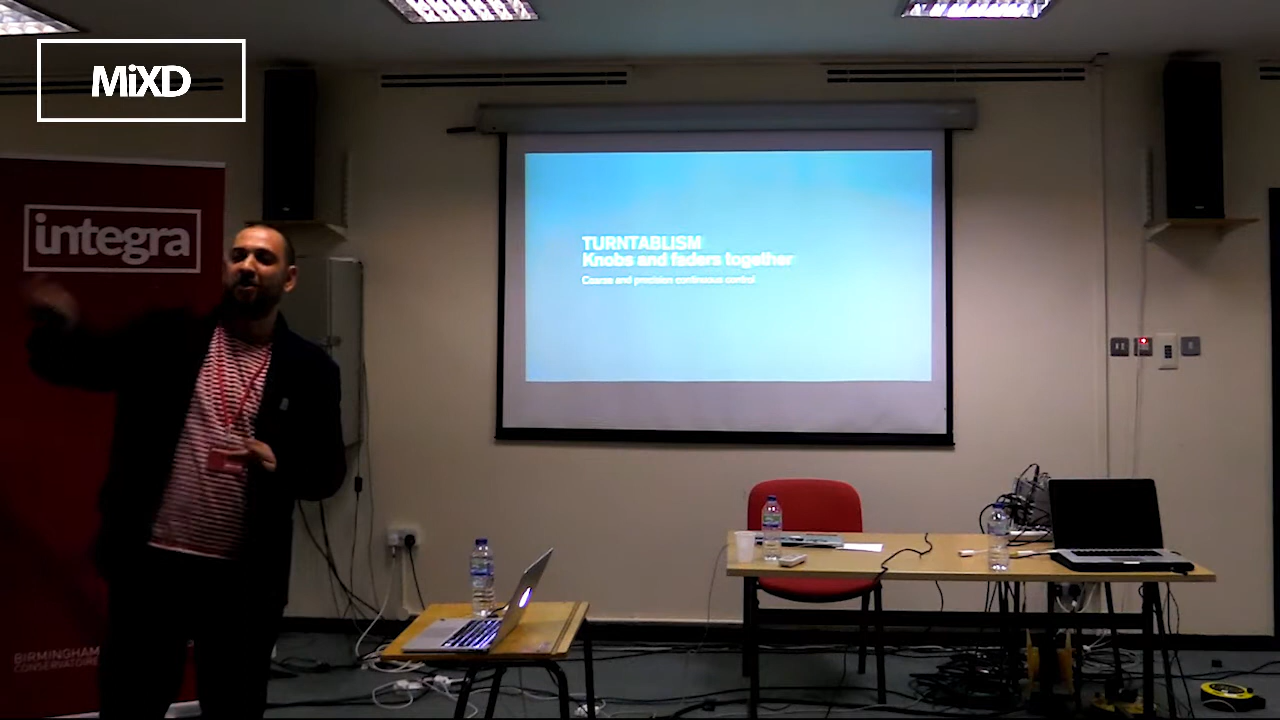 MiXD
integra
TURNTABLISM
Knobs and faders together
Coarse and precision continuous control
BIRMINGHAM
CONSERVATOIRE